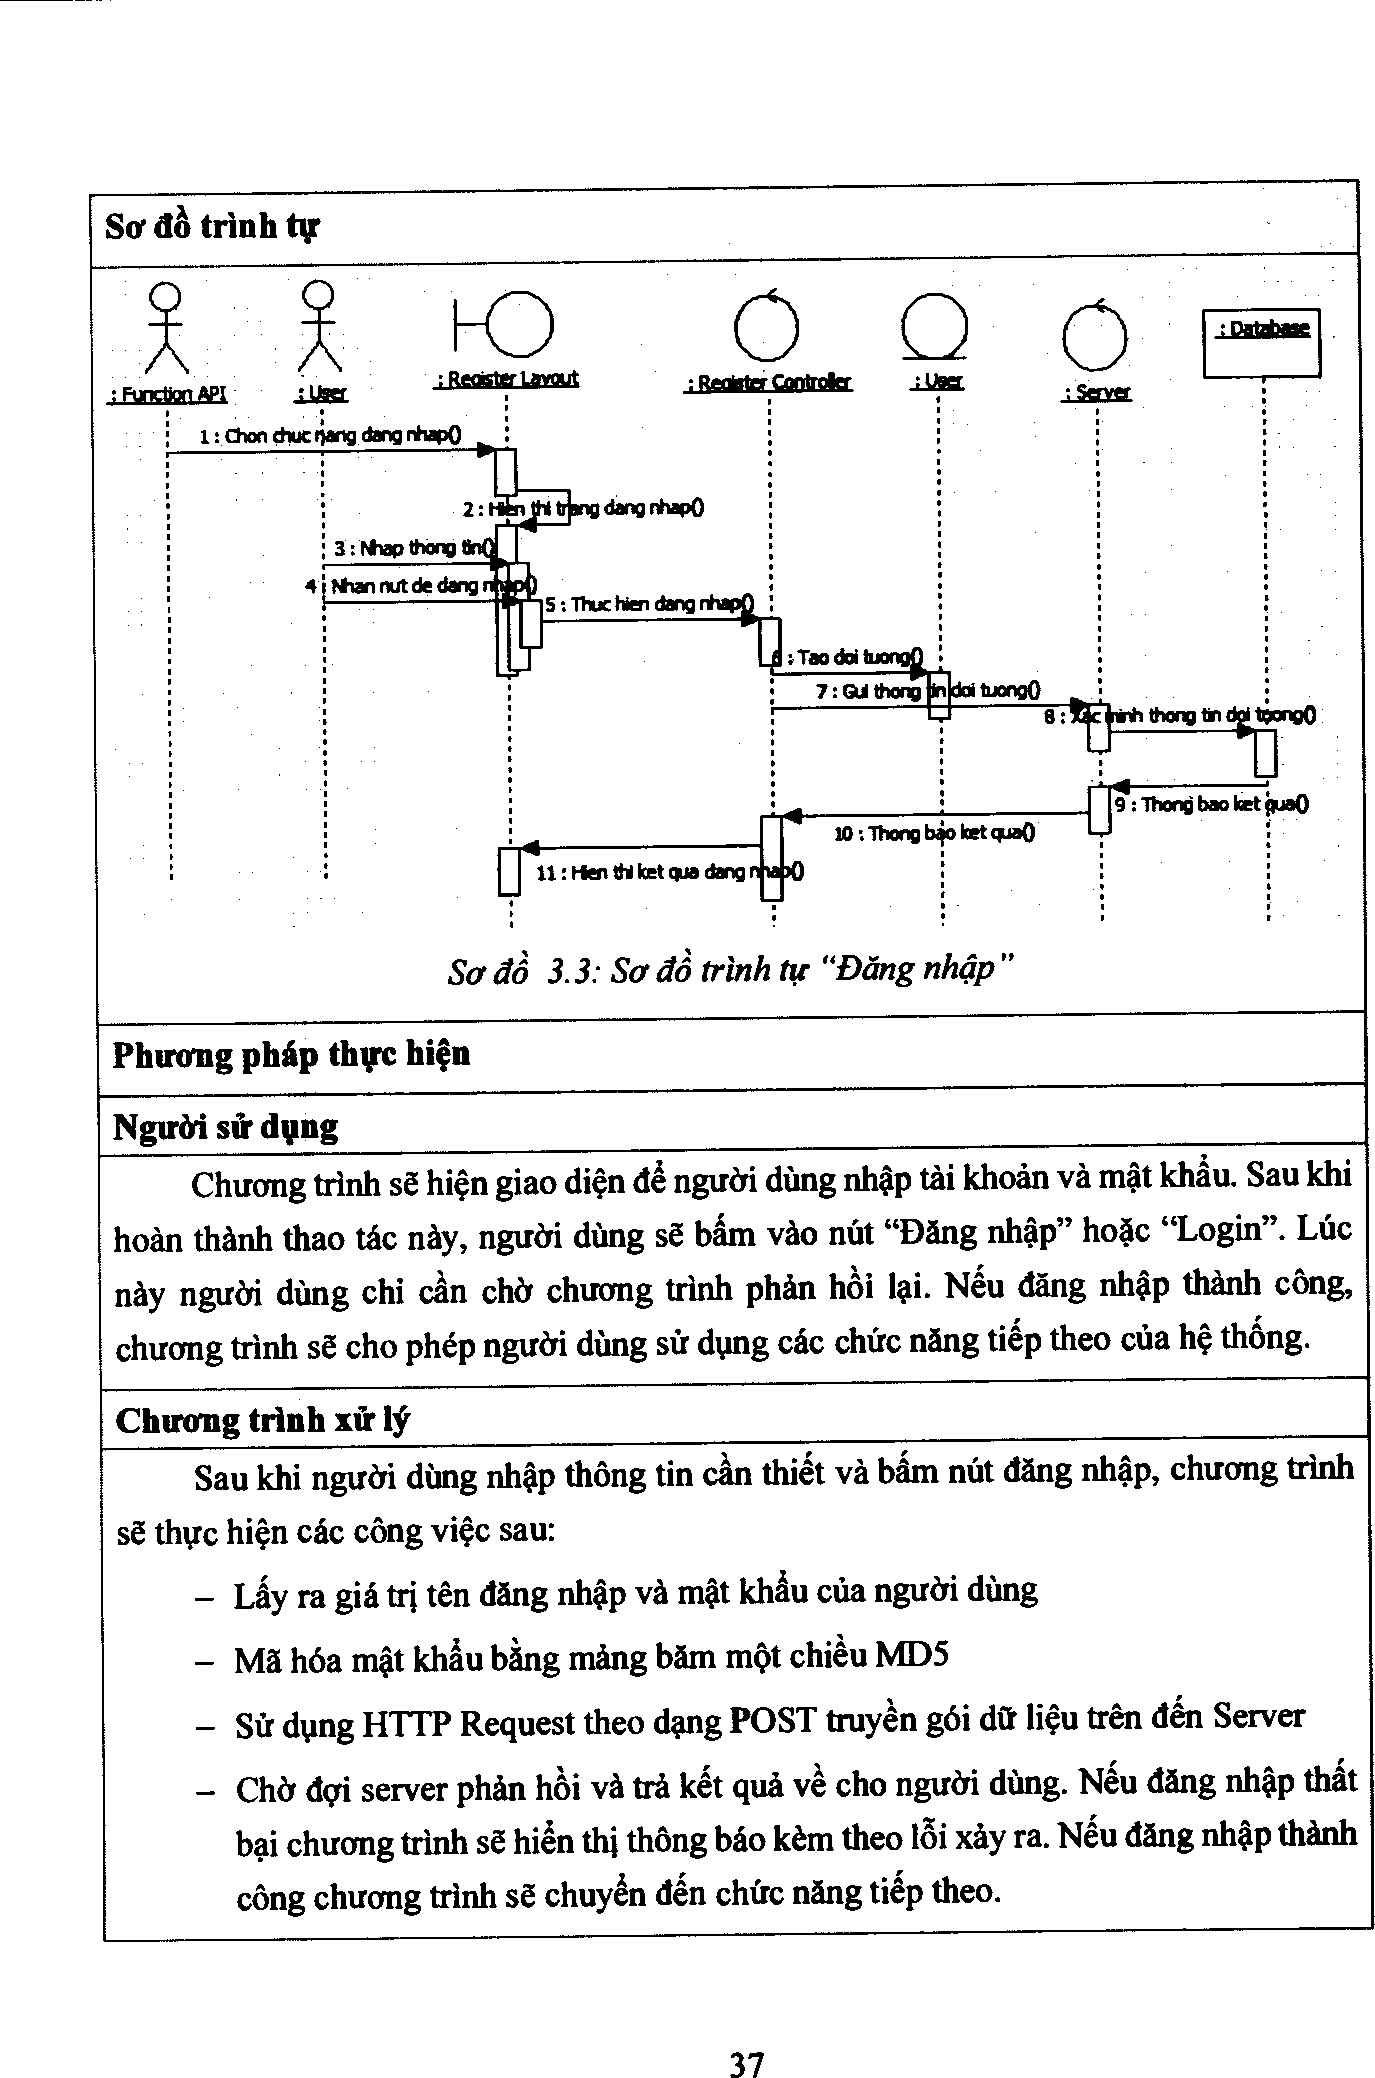 Sơ đồ trình tự
: Function API
: User
: Register Layout
: Register Controller
: User
: Server
: Database
1 : Chon chuc nang dang nhap()
2 : Hien thi trang dang nhap()
3 : Nhap thong tin()
4 : Nhan nut de dang nhap()
5 : Thuc hien dang nhap()
6 : Tao doi tuong()
7 : Gui thong tin doi tuong()
8 : Xac minh thong tin doi tuong()
9 : Thong bao ket qua()
10 : Thong bao ket qua()
11 : Hien thi ket qua dang nhap()
Sơ đồ 3.3: Sơ đồ trình tự “Đăng nhập”
Phương pháp thực hiện
Người sử dụng
Chương trình sẽ hiện giao diện để người dùng nhập tài khoản và mật khẩu. Sau khi
hoàn thành thao tác này, người dùng sẽ bấm vào nút “Đăng nhập” hoặc “Login”. Lúc
này người dùng chỉ cần chờ chương trình phản hồi lại. Nếu đăng nhập thành công,
chương trình sẽ cho phép người dùng sử dụng các chức năng tiếp theo của hệ thống.
Chương trình xử lý
Sau khi người dùng nhập thông tin cần thiết và bấm nút đăng nhập, chương trình
sẽ thực hiện các công việc sau:
– Lấy ra giá trị tên đăng nhập và mật khẩu của người dùng
– Mã hóa mật khẩu bằng mảng băm một chiều MD5
– Sử dụng HTTP Request theo dạng POST truyền gói dữ liệu trên đến Server
– Chờ đợi server phản hồi và trả kết quả về cho người dùng. Nếu đăng nhập thất
bại chương trình sẽ hiển thị thông báo kèm theo lỗi xảy ra. Nếu đăng nhập thành
công chương trình sẽ chuyển đến chức năng tiếp theo.
37